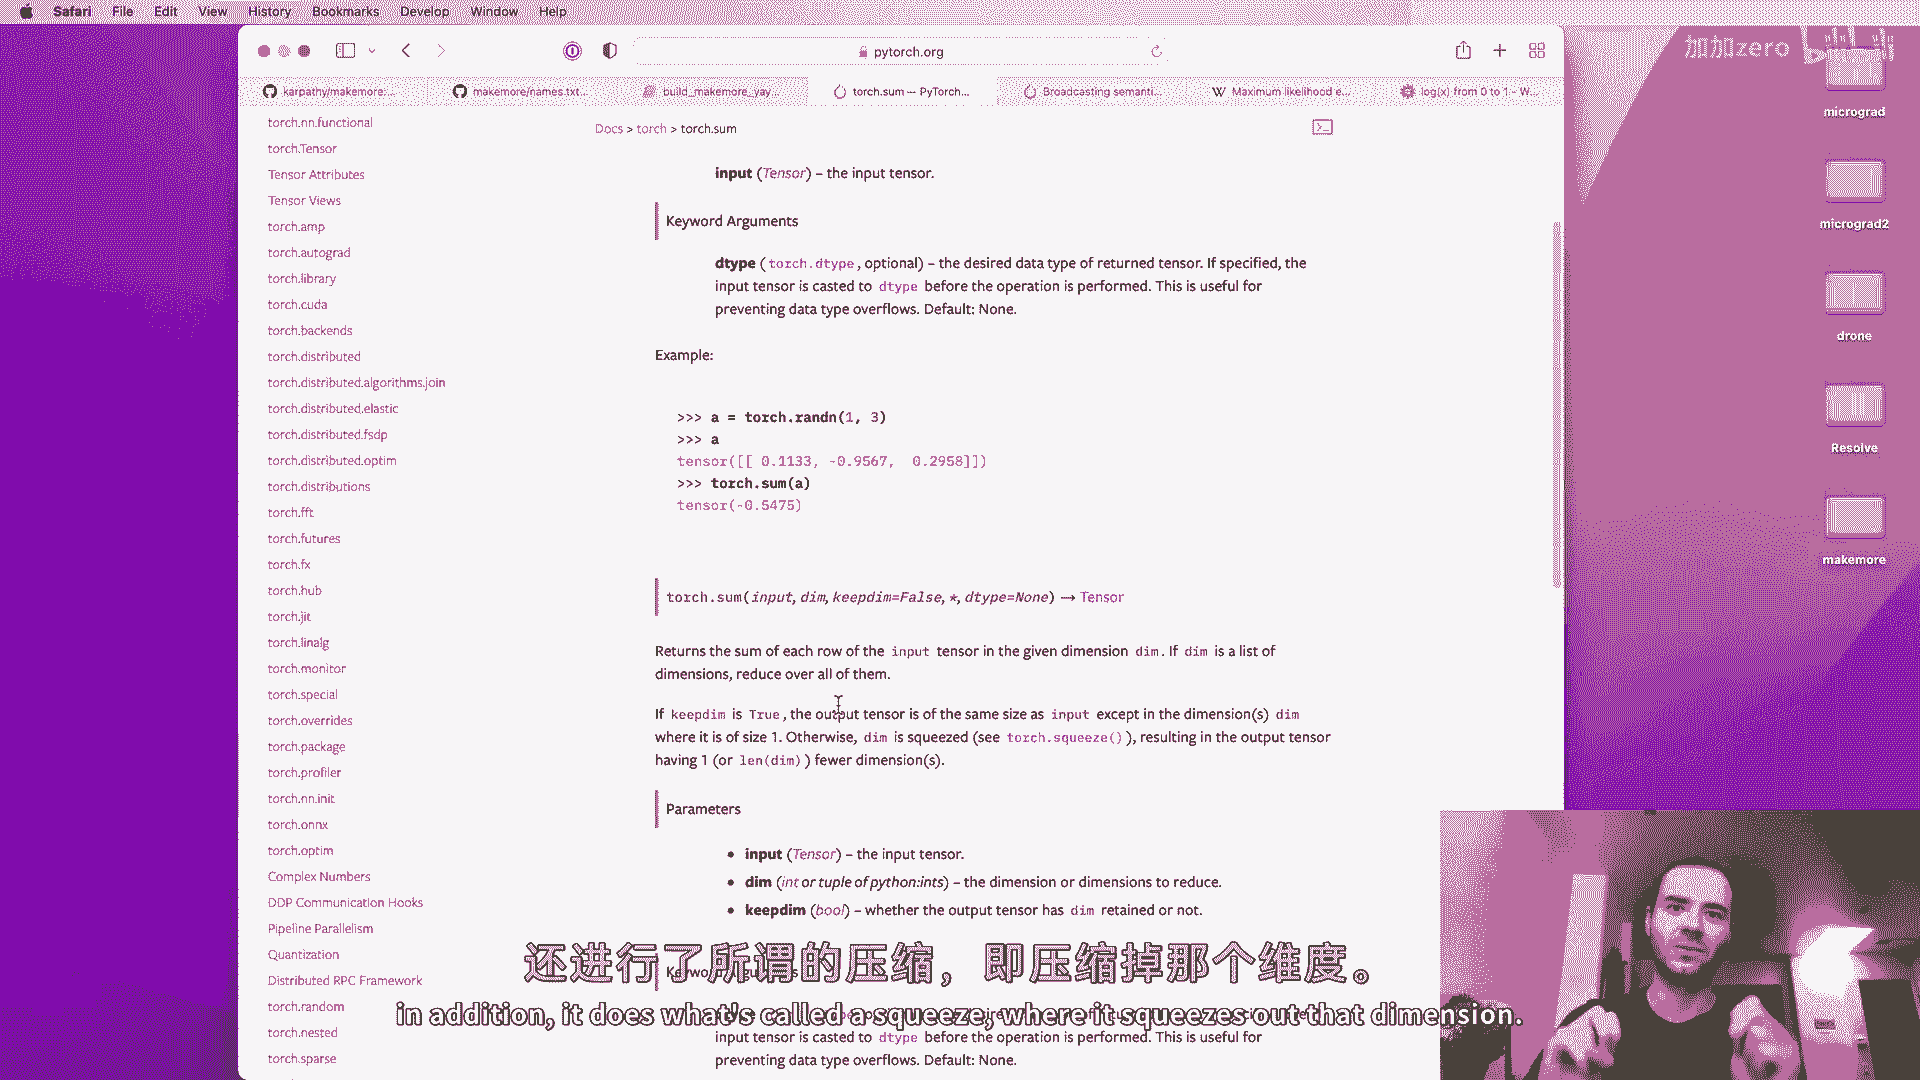 Safari File Edit View History Bookmarks Develop Window Help
pytorch.org
加加zero
karpathy/makemore:...
makemore/names.txt...
build_makemore_yay...
torch.sum — PyTorch...
Broadcasting semanti...
Maximum likelihood e...
log(x) from 0 to 1 - W...
torch.nn.functional
torch.Tensor
Tensor Attributes
Tensor Views
torch.amp
torch.autograd
torch.library
torch.cuda
torch.backends
torch.distributed
torch.distributed.algorithms.join
torch.distributed.elastic
torch.distributed.fsdp
torch.distributed.optim
torch.distributions
torch.fft
torch.futures
torch.fx
torch.hub
torch.jit
torch.linalg
torch.monitor
torch.special
torch.overrides
torch.package
torch.profiler
torch.nn.init
torch.onnx
torch.optim
Complex Numbers
DDP Communication Hooks
Pipeline Parallelism
Quantization
Distributed RPC Framework
torch.random
torch.nested
torch.sparse
Docs > torch > torch.sum
input (Tensor) – the input tensor.
Keyword Arguments
dtype (torch.dtype, optional) – the desired data type of returned tensor. If specified, the
input tensor is casted to dtype before the operation is performed. This is useful for
preventing data type overflows. Default: None.
Example:
>>> a = torch.randn(1, 3)
>>> a
tensor([[ 0.1133, -0.9567,  0.2958]])
>>> torch.sum(a)
tensor(-0.5475)
torch.sum(input, dim, keepdim=False, *, dtype=None) → Tensor
Returns the sum of each row of the input tensor in the given dimension dim. If dim is a list of
dimensions, reduce over all of them.
If keepdim is True, the output tensor is of the same size as input except in the dimension(s) dim
where it is of size 1. Otherwise, dim is squeezed (see torch.squeeze()), resulting in the output tensor
having 1 (or len(dim)) fewer dimension(s).
Parameters
• input (Tensor) – the input tensor.
• dim (int or tuple of python:ints) – the dimension or dimensions to reduce.
• keepdim (bool) – whether the output tensor has dim retained or not.
input tensor is casted to dtype before the operation is performed. This is useful for
preventing data type overflows. Default: None.
micrograd
micrograd2
drone
Resolve
makemore
还进行了所谓的压缩，即压缩掉那个维度。
in addition, it does what's called a squeeze, where it squeezes out that dimension.